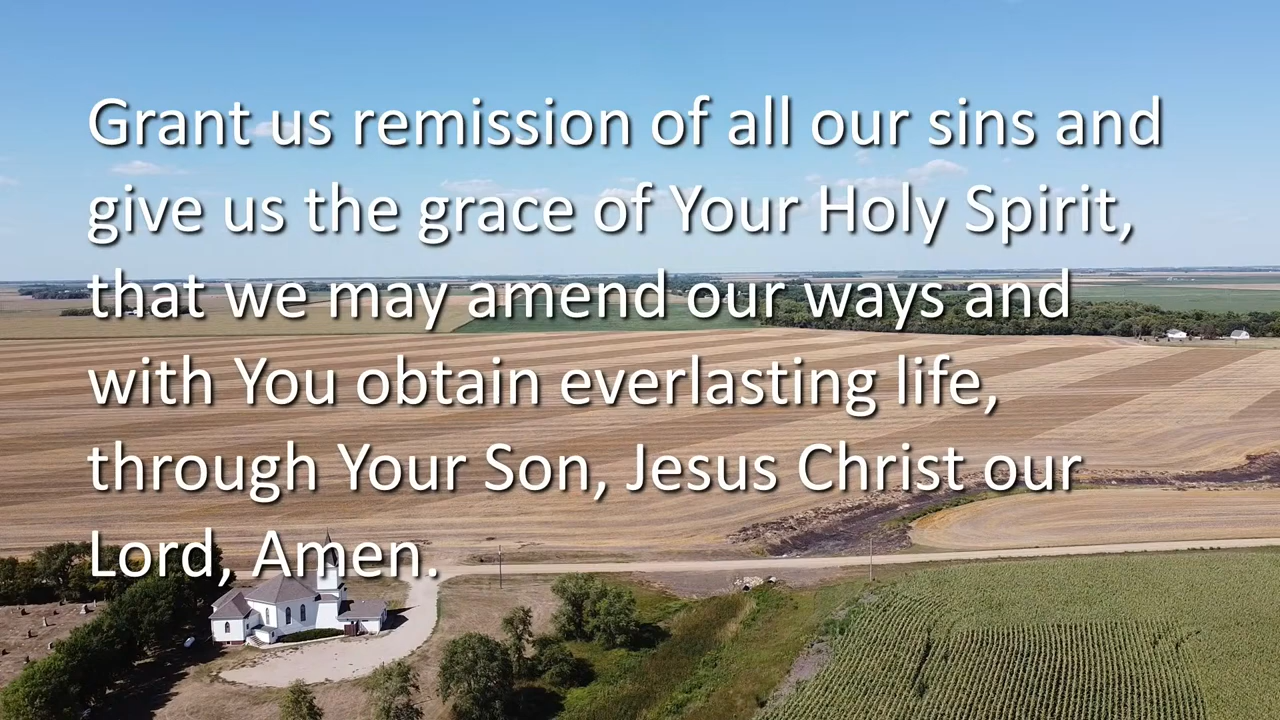 Grant us remission of all our sins and
give us the grace of Your Holy Spirit,
that we may amend our ways and
with You obtain everlasting life,
through Your Son, Jesus Christ our
Lord, Amen.